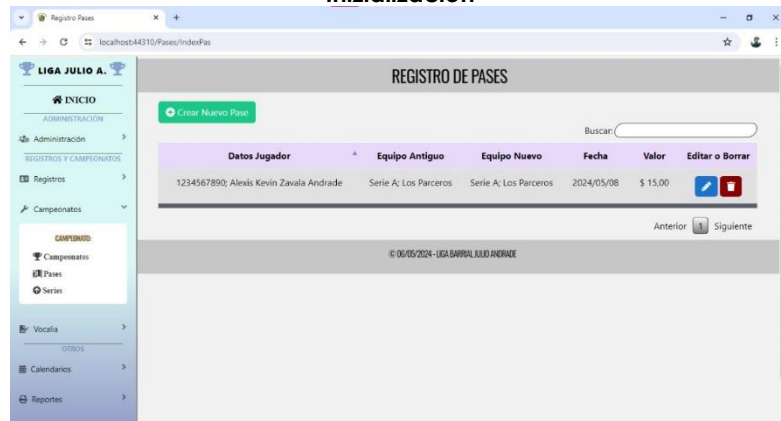 Inicialización
Registro Pases
localhost:44310/Pases/IndexPas
LIGA JULIO A.
INICIO
ADMINISTRACIÓN
Administración
REGISTROS Y CAMPEONATOS
Registros
Campeonatos
CAMPEONATO:
Campeonatos
Pases
Series
Vocalia
OTROS
Calendarios
Reportes
REGISTRO DE PASES
Crear Nuevo Pase
Buscar:
Datos Jugador Equipo Antiguo Equipo Nuevo Fecha Valor Editar o Borrar
1234567890; Alexis Kevin Zavala Andrade Serie A; Los Parceros Serie A; Los Parceros 2024/05/08 $ 15,00
Anterior 1 Siguiente
© 06/05/2024 - LIGA BARRIAL JULIO ANDRADE